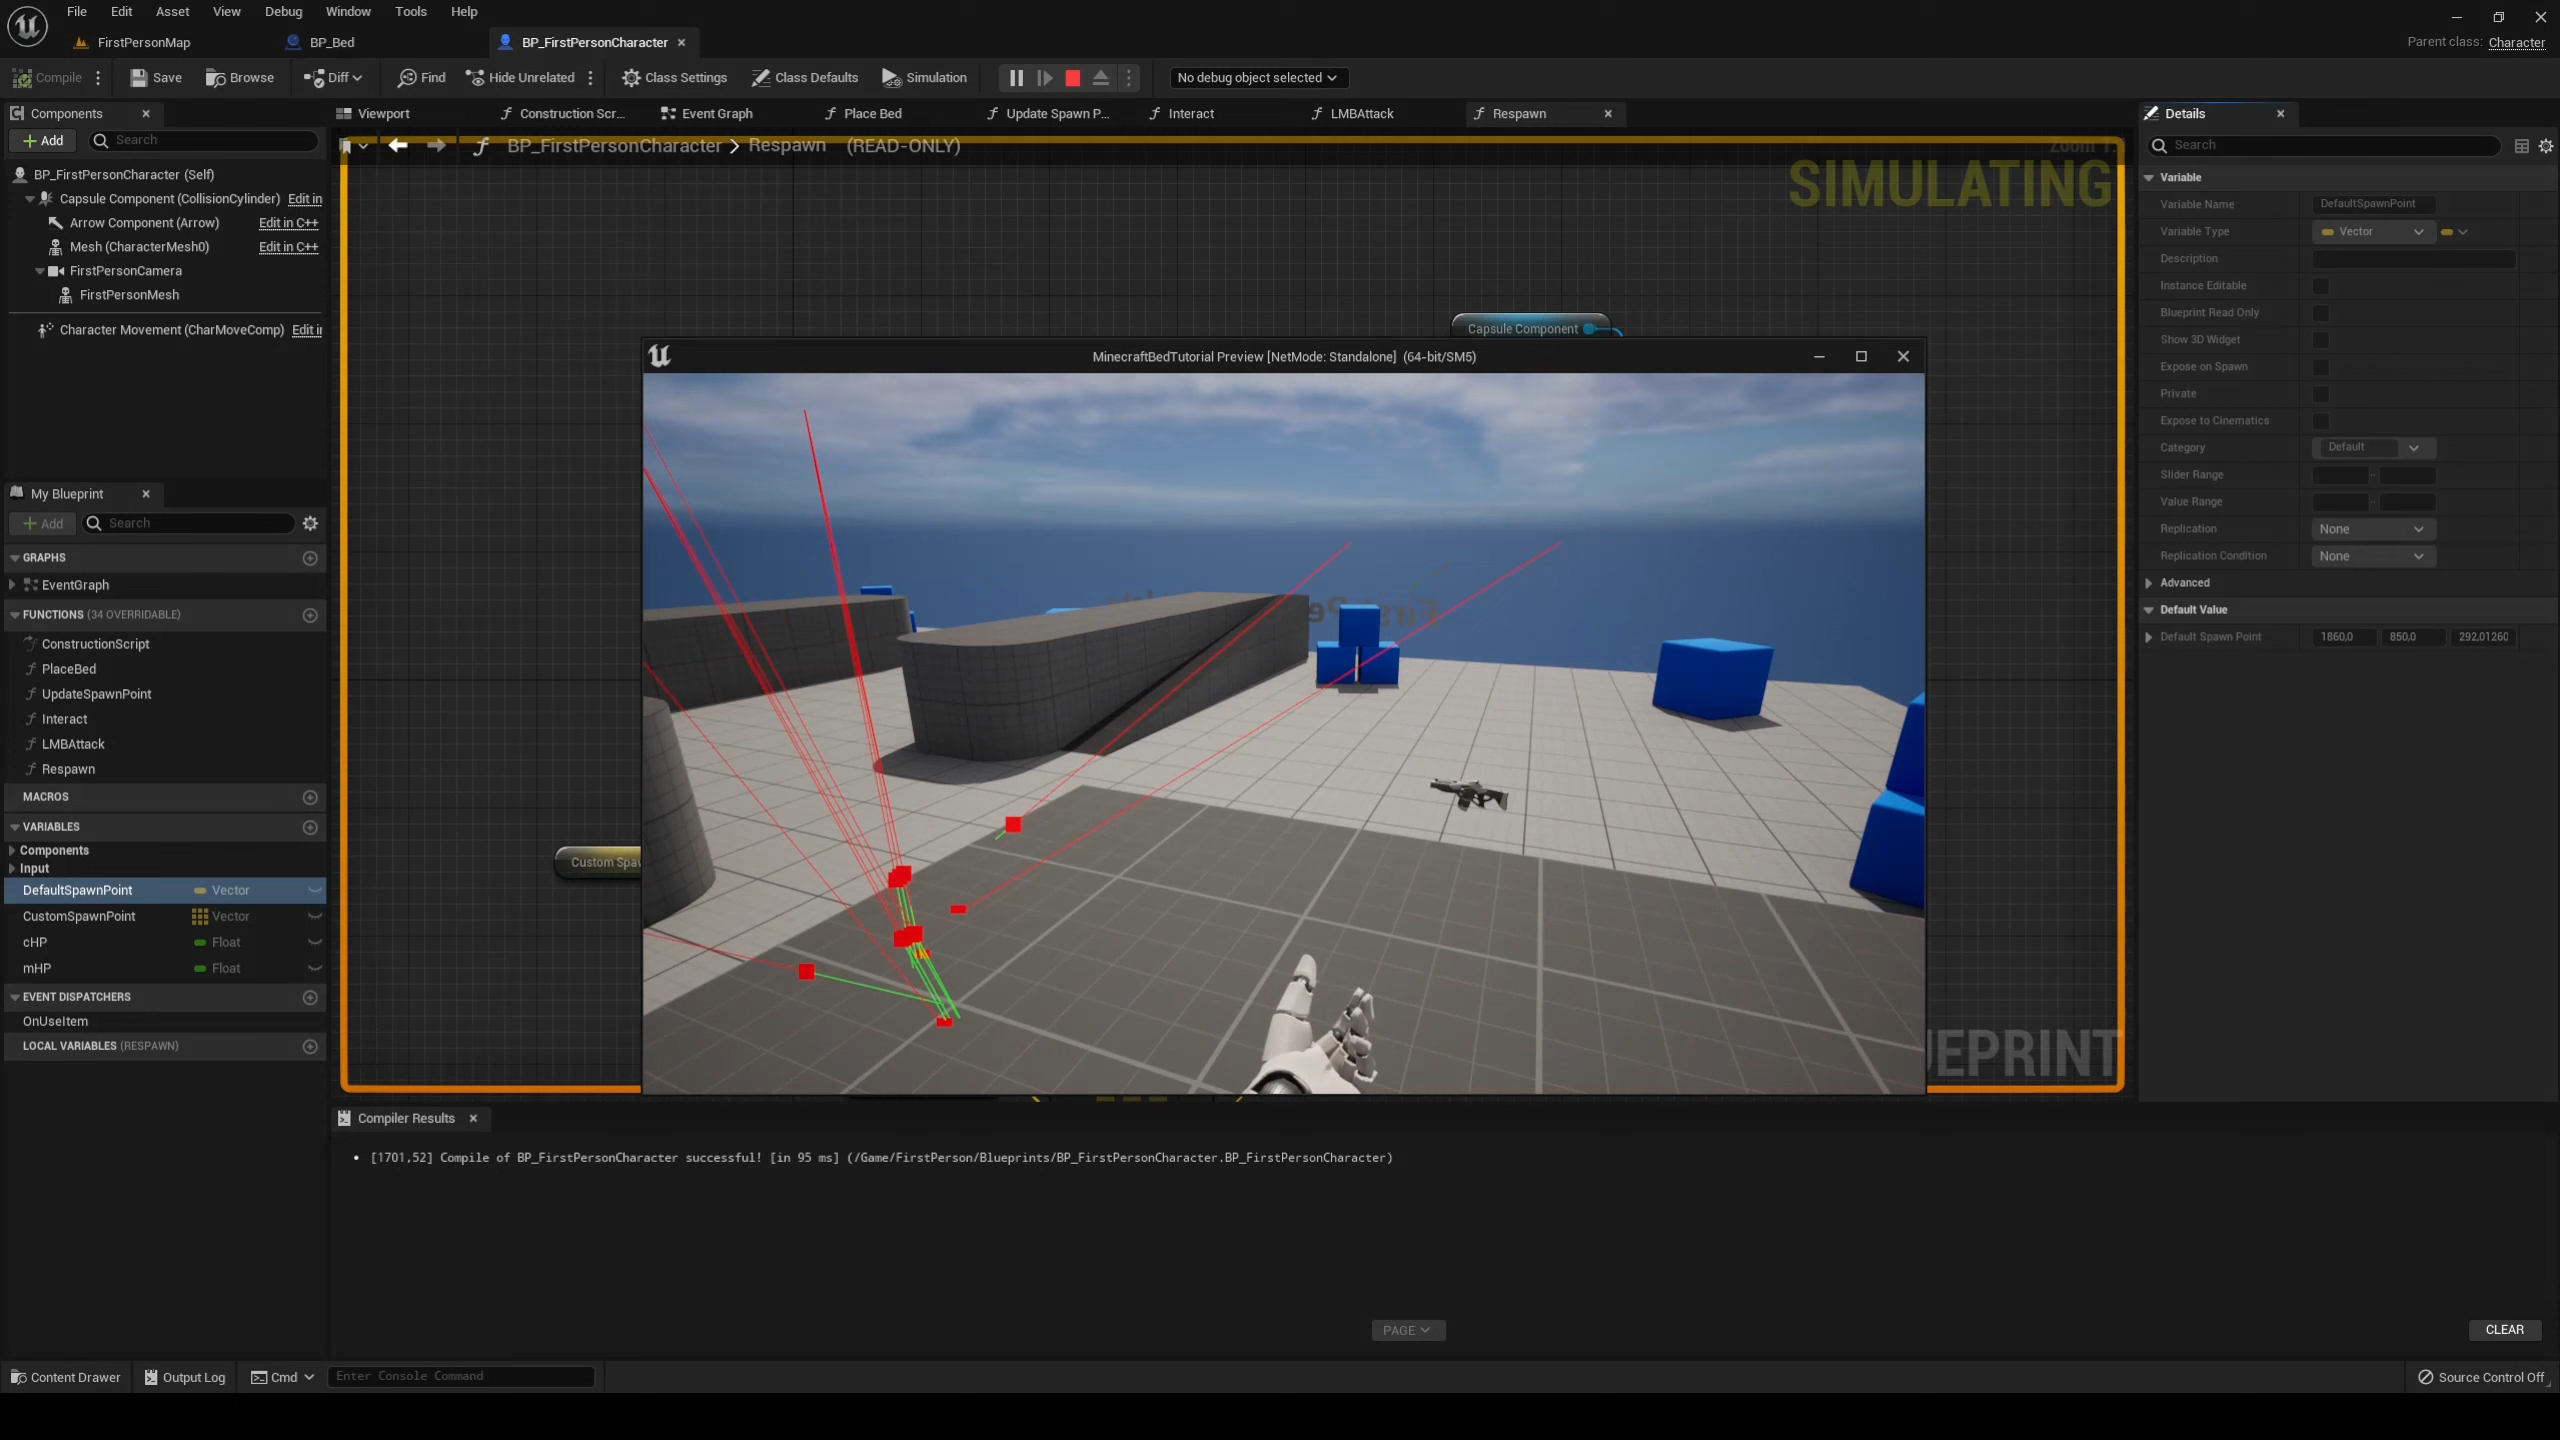 File Edit Asset View Debug Window Tools Help
FirstPersonMap BP_Bed BP_FirstPersonCharacter
Parent class: Character
Compile Save Browse Diff Find Hide Unrelated Class Settings Class Defaults Simulation No debug object selected
Components
Viewport Construction Scr... Event Graph Place Bed Update Spawn P... Interact LMBAttack Respawn
Details
Add Search
BP_FirstPersonCharacter > Respawn (READ-ONLY)
SIMULATING
Search
BP_FirstPersonCharacter (Self)
Capsule Component (CollisionCylinder) Edit in
Arrow Component (Arrow) Edit in C++
Mesh (CharacterMesh0) Edit in C++
FirstPersonCamera
FirstPersonMesh
Character Movement (CharMoveComp) Edit i
My Blueprint
Add Search
GRAPHS
EventGraph
FUNCTIONS (34 OVERRIDABLE)
ConstructionScript
PlaceBed
UpdateSpawnPoint
Interact
LMBAttack
Respawn
MACROS
VARIABLES
Components
Input
DefaultSpawnPoint Vector
CustomSpawnPoint Vector
cHP Float
mHP Float
EVENT DISPATCHERS
OnUseItem
LOCAL VARIABLES (RESPAWN)
Capsule Component
MinecraftBedTutorial Preview [NetMode: Standalone] (64-bit/SM5)
Custom Spaw
UEPRINT
Variable
Variable Name DefaultSpawnPoint
Variable Type Vector
Description
Instance Editable
Blueprint Read Only
Show 3D Widget
Expose on Spawn
Private
Expose to Cinematics
Category Default
Slider Range
Value Range
Replication None
Replication Condition None
Advanced
Default Value
Default Spawn Point 1860,0 850,0 292,01260
Compiler Results
• [1701,52] Compile of BP_FirstPersonCharacter successful! [in 95 ms] (/Game/FirstPerson/Blueprints/BP_FirstPersonCharacter.BP_FirstPersonCharacter)
PAGE
CLEAR
Content Drawer Output Log Cmd Enter Console Command Source Control Off